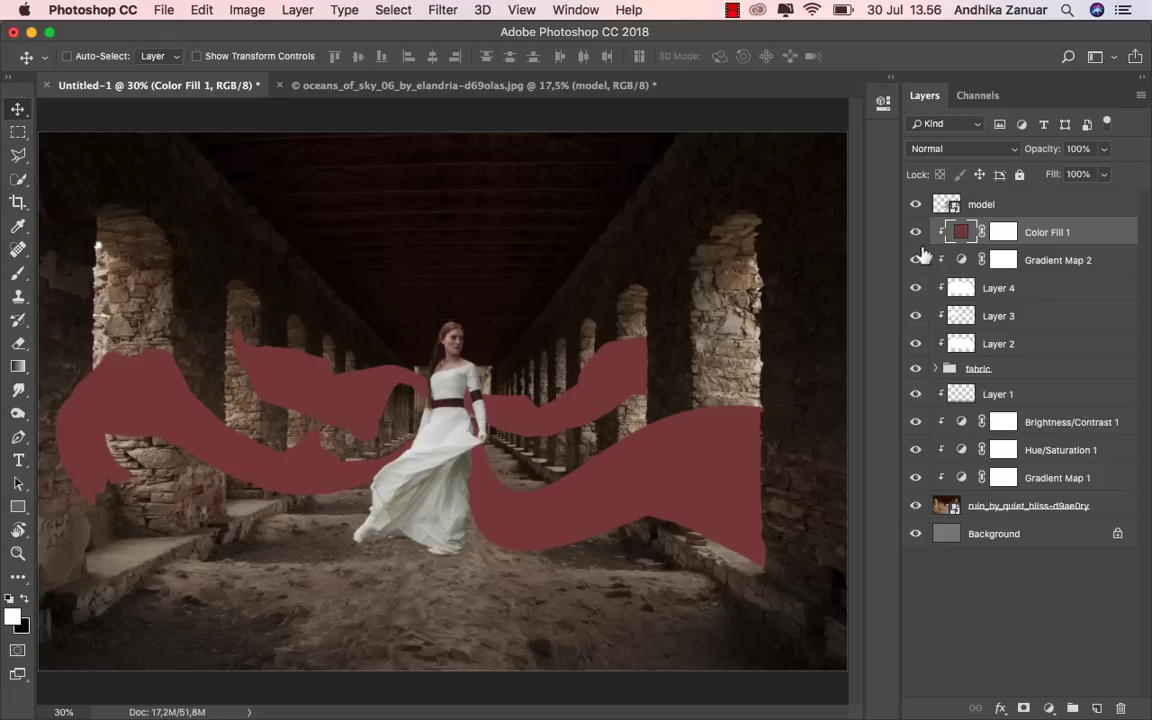 Photoshop CC File Edit Image Layer Type Select Filter 3D View Window Help 30 Jul 13.56 Andhika Zanuar
Adobe Photoshop CC 2018
Auto-Select: Layer Show Transform Controls 3D Mode:
Untitled-1 @ 30% (Color Fill 1, RGB/8) * © oceans_of_sky_06_by_elandria-d69olas.jpg @ 17,5% (model, RGB/8) *
Layers Channels
Kind
Normal Opacity: 100%
Lock: Fill: 100%
model
Color Fill 1
Gradient Map 2
Layer 4
Layer 3
Layer 2
fabric
Layer 1
Brightness/Contrast 1
Hue/Saturation 1
Gradient Map 1
ruin_by_quiet_bliss-d9ae0ry
Background
30% Doc: 17,2M/51,8M